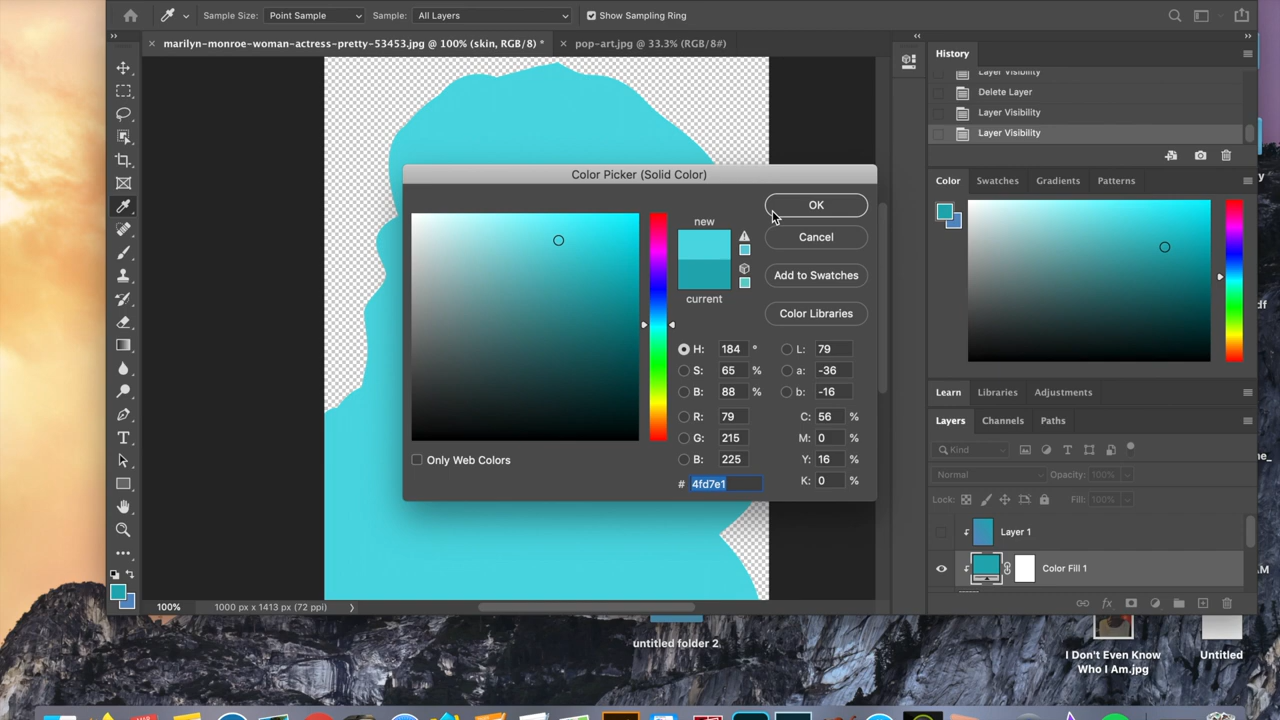 Sample Size: Point Sample Sample: All Layers Show Sampling Ring
marilyn-monroe-woman-actress-pretty-53453.jpg @ 100% (skin, RGB/8) * pop-art.jpg @ 33.3% (RGB/8#)
History
Layer Visibility
Delete Layer
Layer Visibility
Layer Visibility
Color Swatches Gradients Patterns
Color Picker (Solid Color)
new
current
OK
Cancel
Add to Swatches
Color Libraries
H: 184 ° L: 79
S: 65 % a: -36
B: 88 % b: -16
R: 79 C: 56 %
G: 215 M: 0 %
B: 225 Y: 16 %
# 4fd7e1 K: 0 %
Only Web Colors
Learn Libraries Adjustments
Layers Channels Paths
Kind
Normal Opacity: 100%
Lock: Fill: 100%
Layer 1
Color Fill 1
100% 1000 px x 1413 px (72 ppi)
untitled folder 2
I Don't Even Know
Who I Am.jpg
Untitled